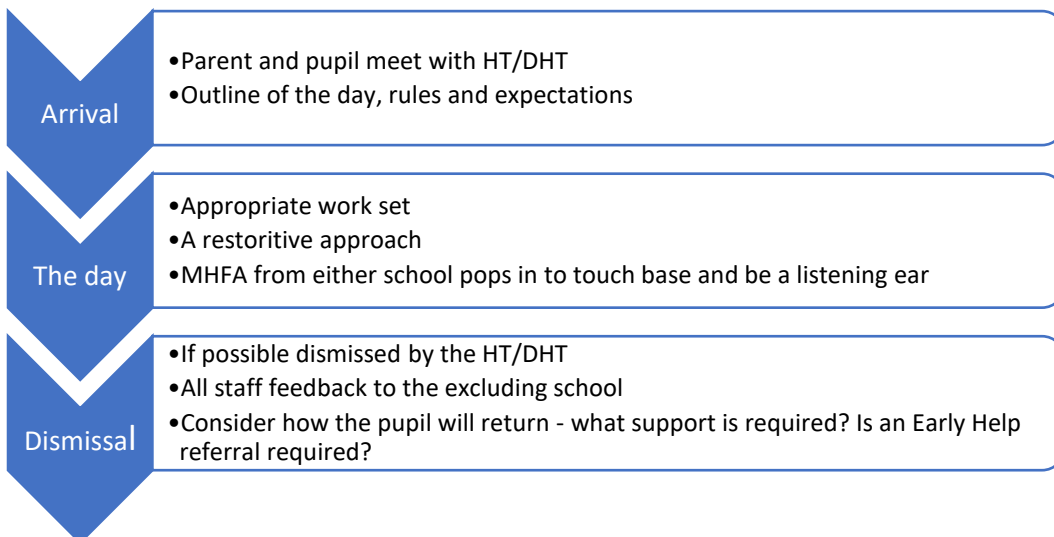 Arrival
•Parent and pupil meet with HT/DHT
•Outline of the day, rules and expectations
The day
•Appropriate work set
•A restoritive approach
•MHFA from either school pops in to touch base and be a listening ear
Dismissal
•If possible dismissed by the HT/DHT
•All staff feedback to the excluding school
•Consider how the pupil will return - what support is required? Is an Early Help
referral required?